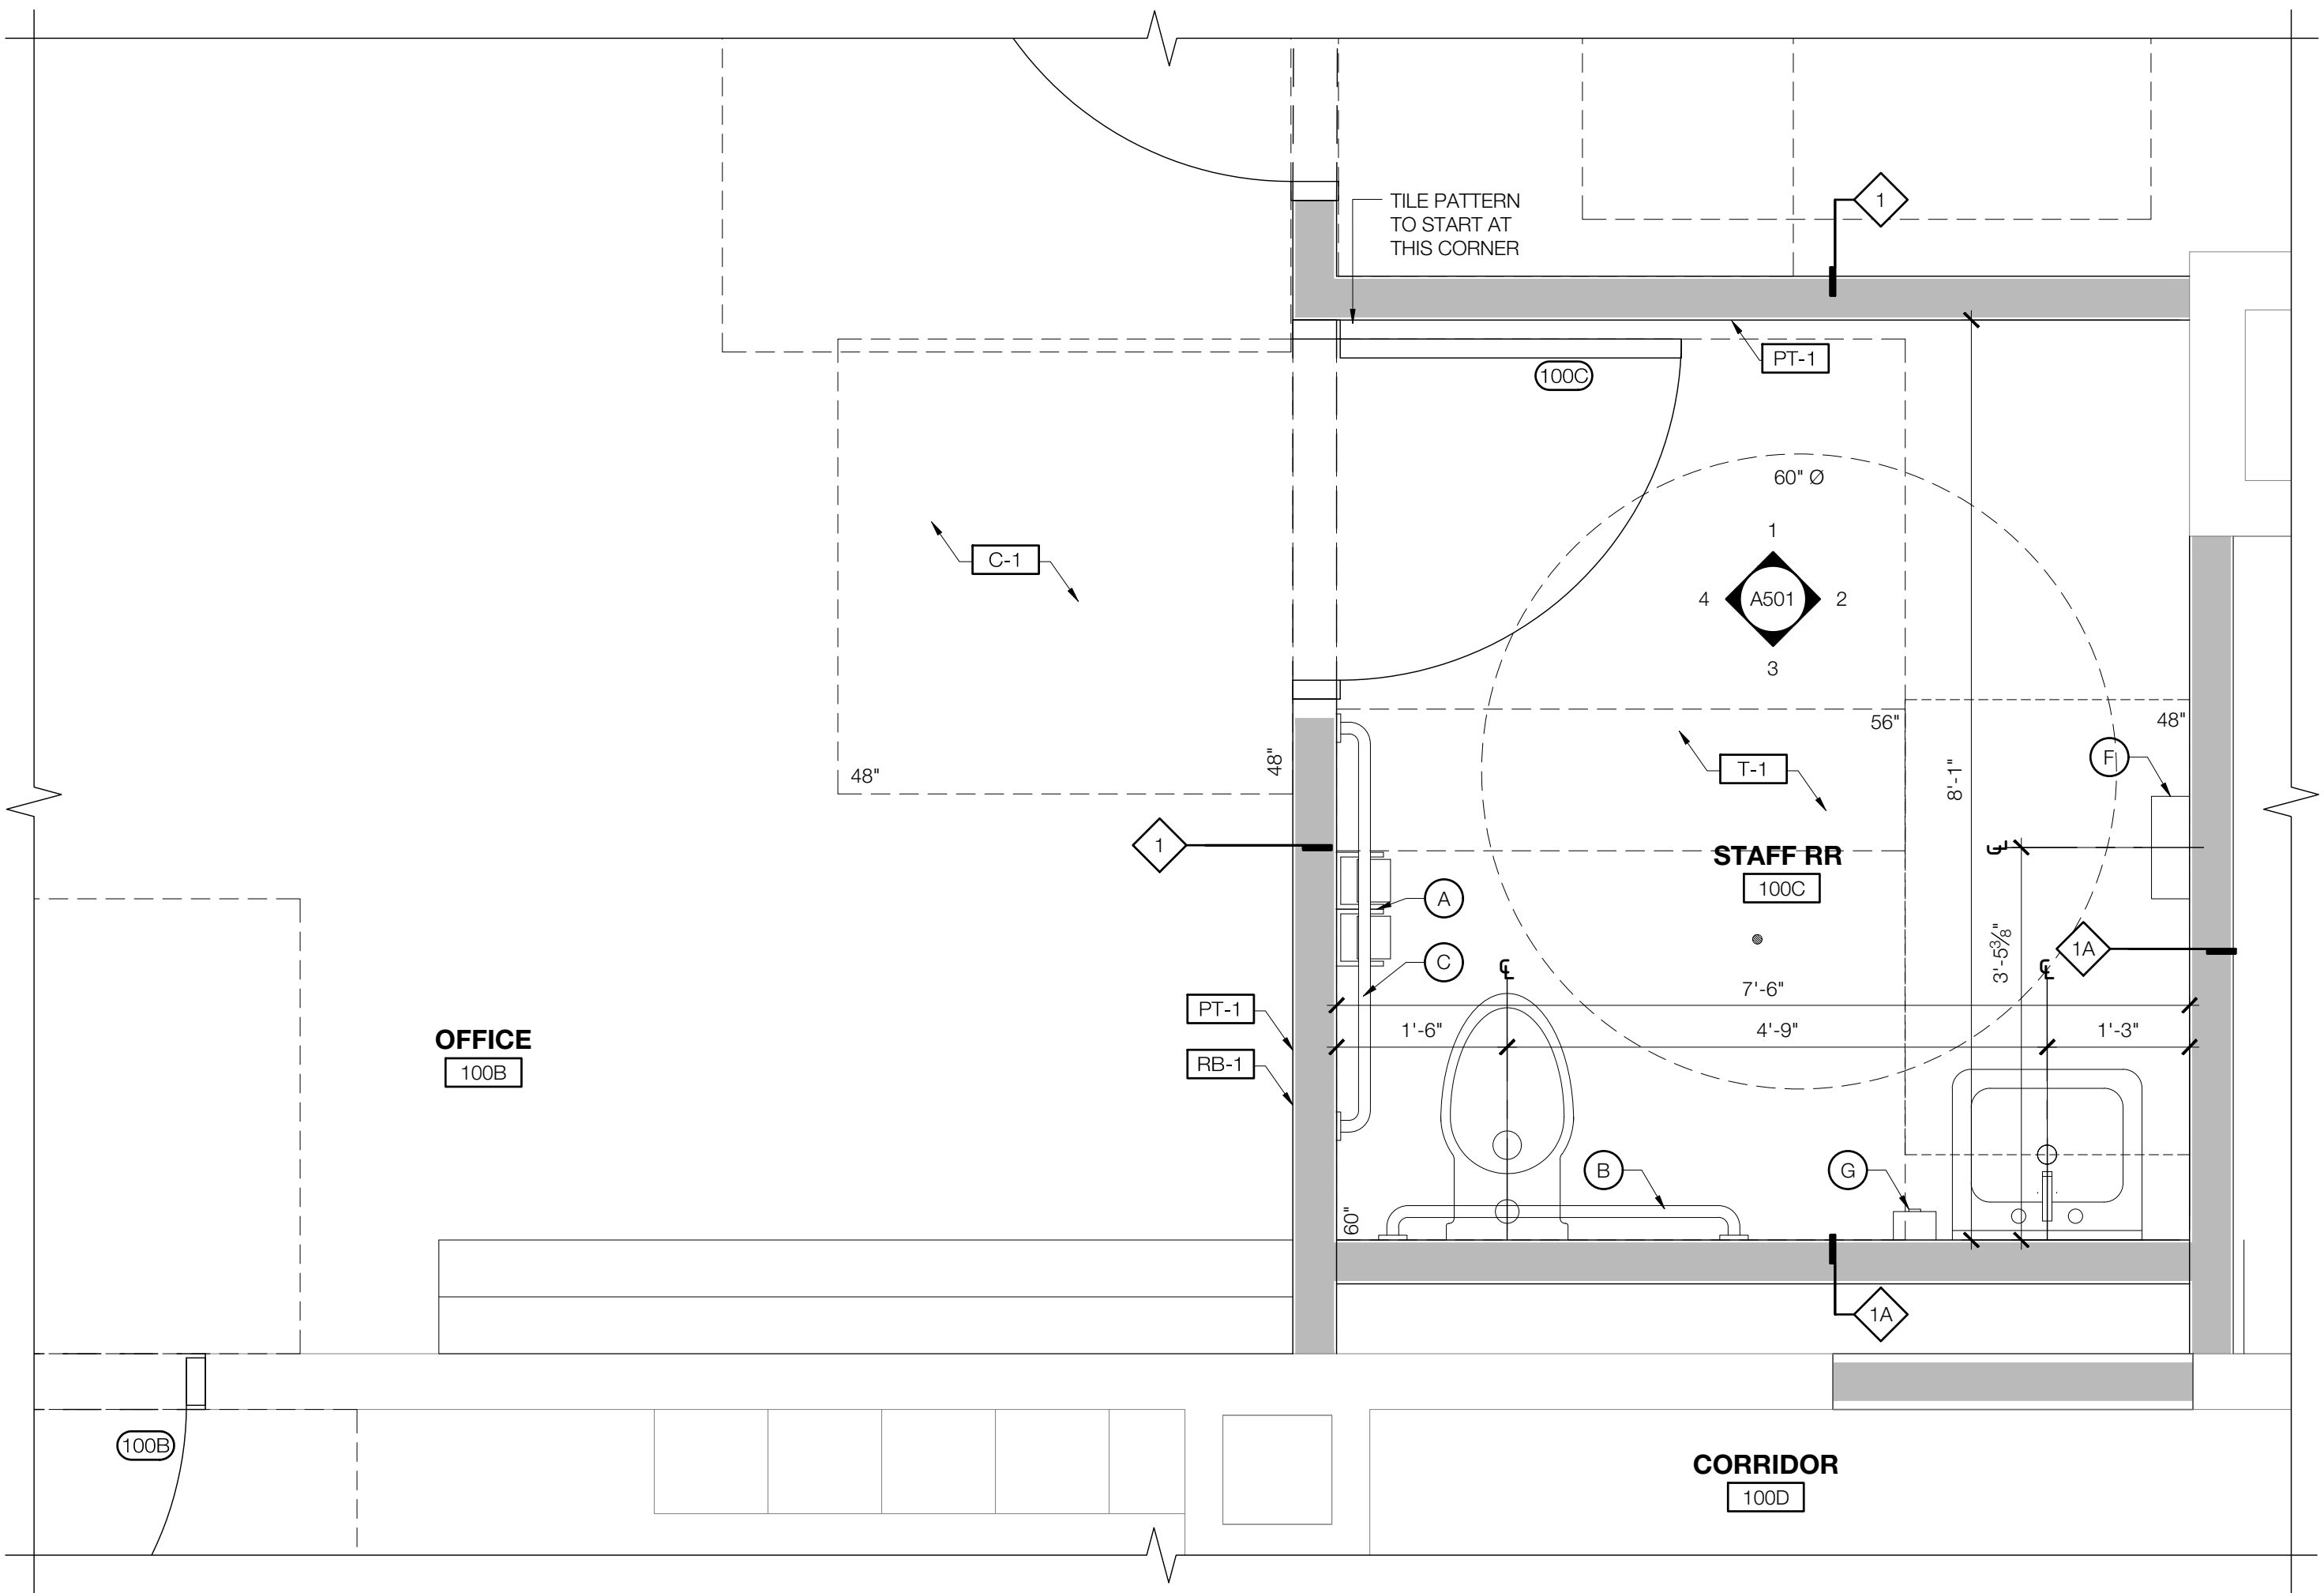 TILE PATTERN
TO START AT
THIS CORNER
1
PT-1
100C
60" Ø
1
C-1
4
A501
2
3
56"
48"
48"
48"
T-1
F
8'-1"
1
STAFF RR
100C
A
1A
3'-5⅜"
C
℄
℄
℄
7'-6"
PT-1
1'-6"
4'-9"
1'-3"
OFFICE
100B
RB-1
B
G
60"
1A
100B
CORRIDOR
100D